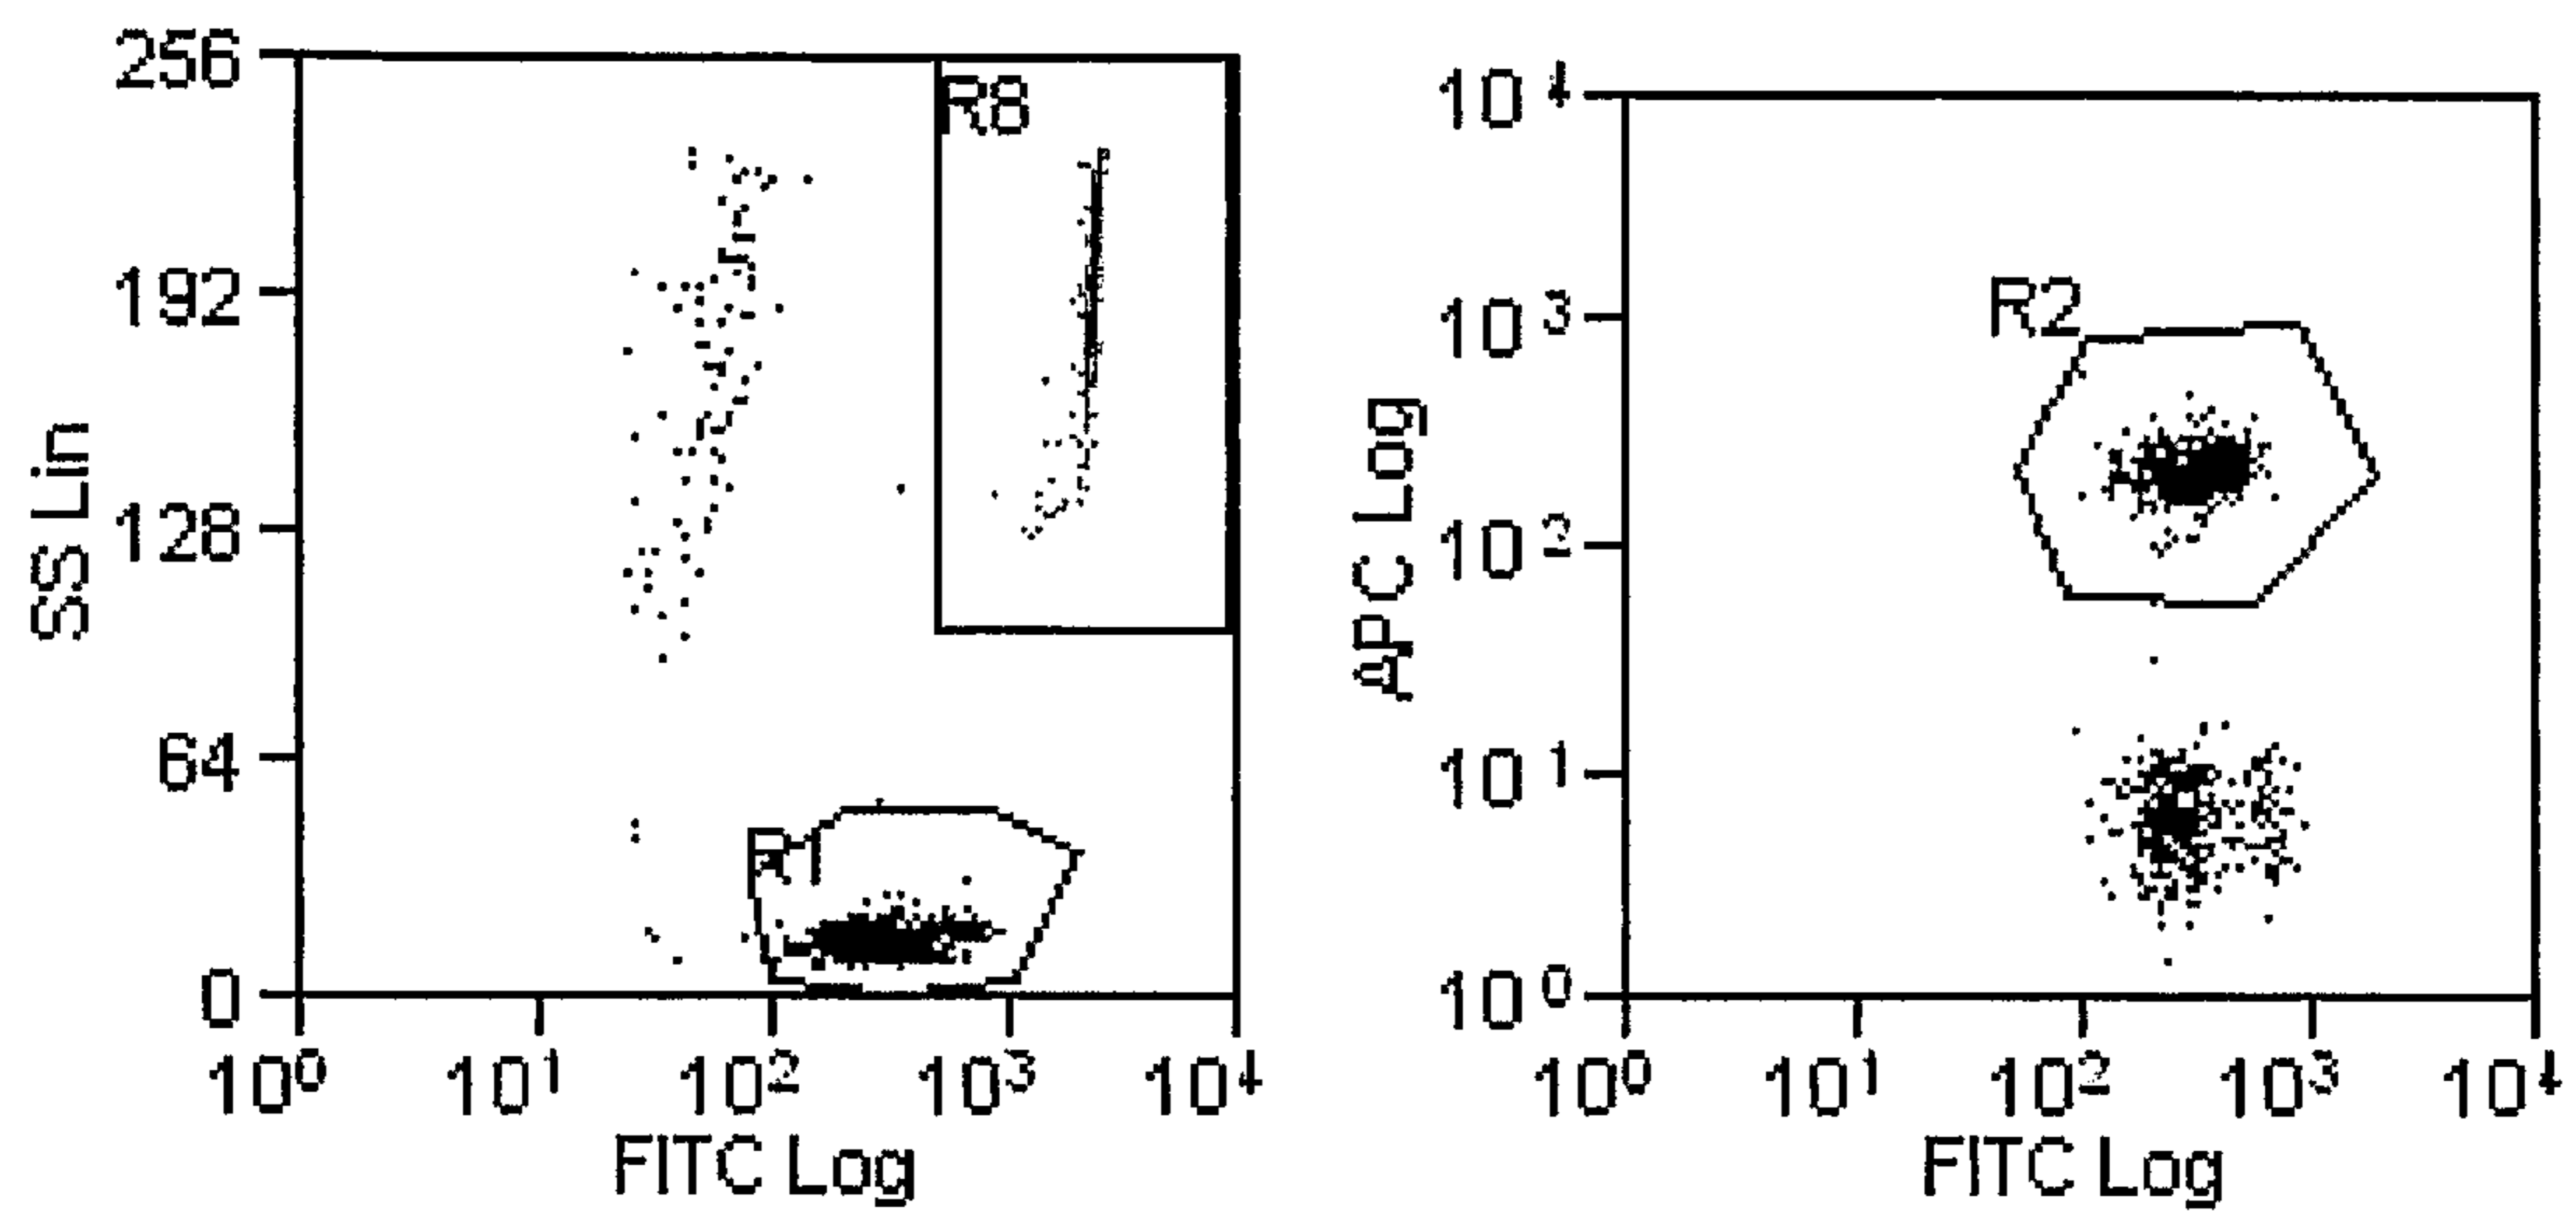 256
192
128
64
0
SS Lin
R8
R1
10⁰ 10¹ 10² 10³ 10⁴
FITC Log
10⁴
10³
10²
10¹
10⁰
APC Log
R2
10⁰ 10¹ 10² 10³ 10⁴
FITC Log